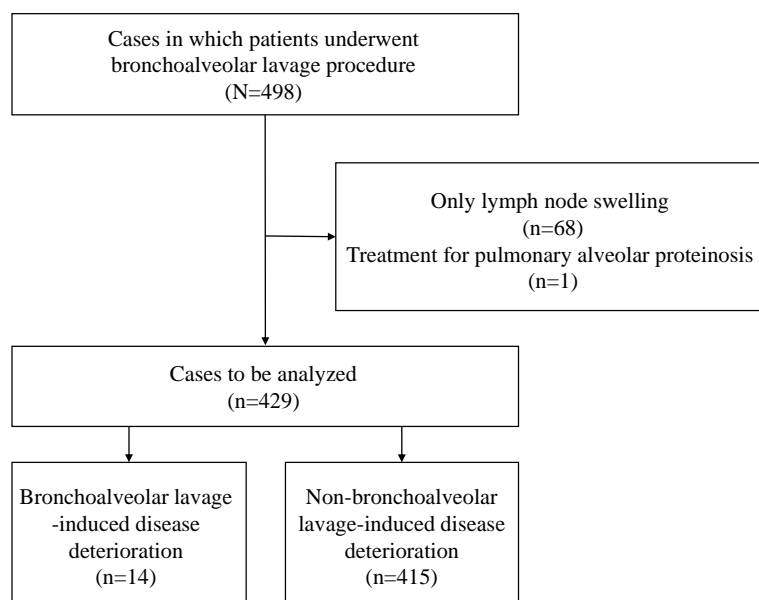 Cases in which patients underwent
bronchoalveolar lavage procedure
(N=498)
Only lymph node swelling
(n=68)
Treatment for pulmonary alveolar proteinosis
(n=1)
Cases to be analyzed
(n=429)
Bronchoalveolar lavage
-induced disease
deterioration
(n=14)
Non-bronchoalveolar
lavage-induced disease
deterioration
(n=415)